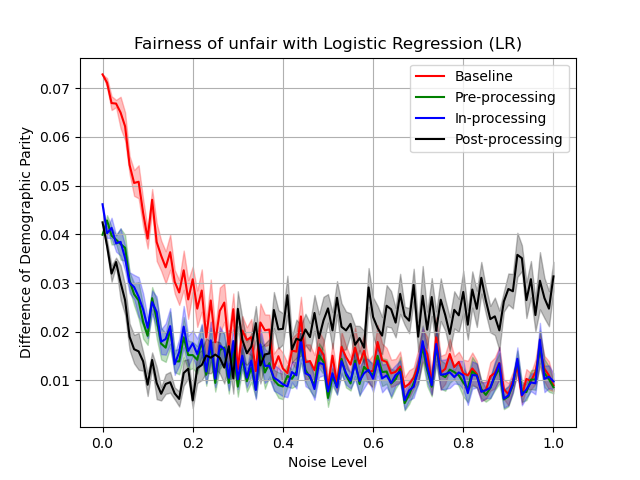 Fairness of unfair with Logistic Regression (LR)
Baseline
Pre-processing
In-processing
Post-processing
Difference of Demographic Parity
0.07
0.06
0.05
0.04
0.03
0.02
0.01
0.0 0.2 0.4 0.6 0.8 1.0
Noise Level